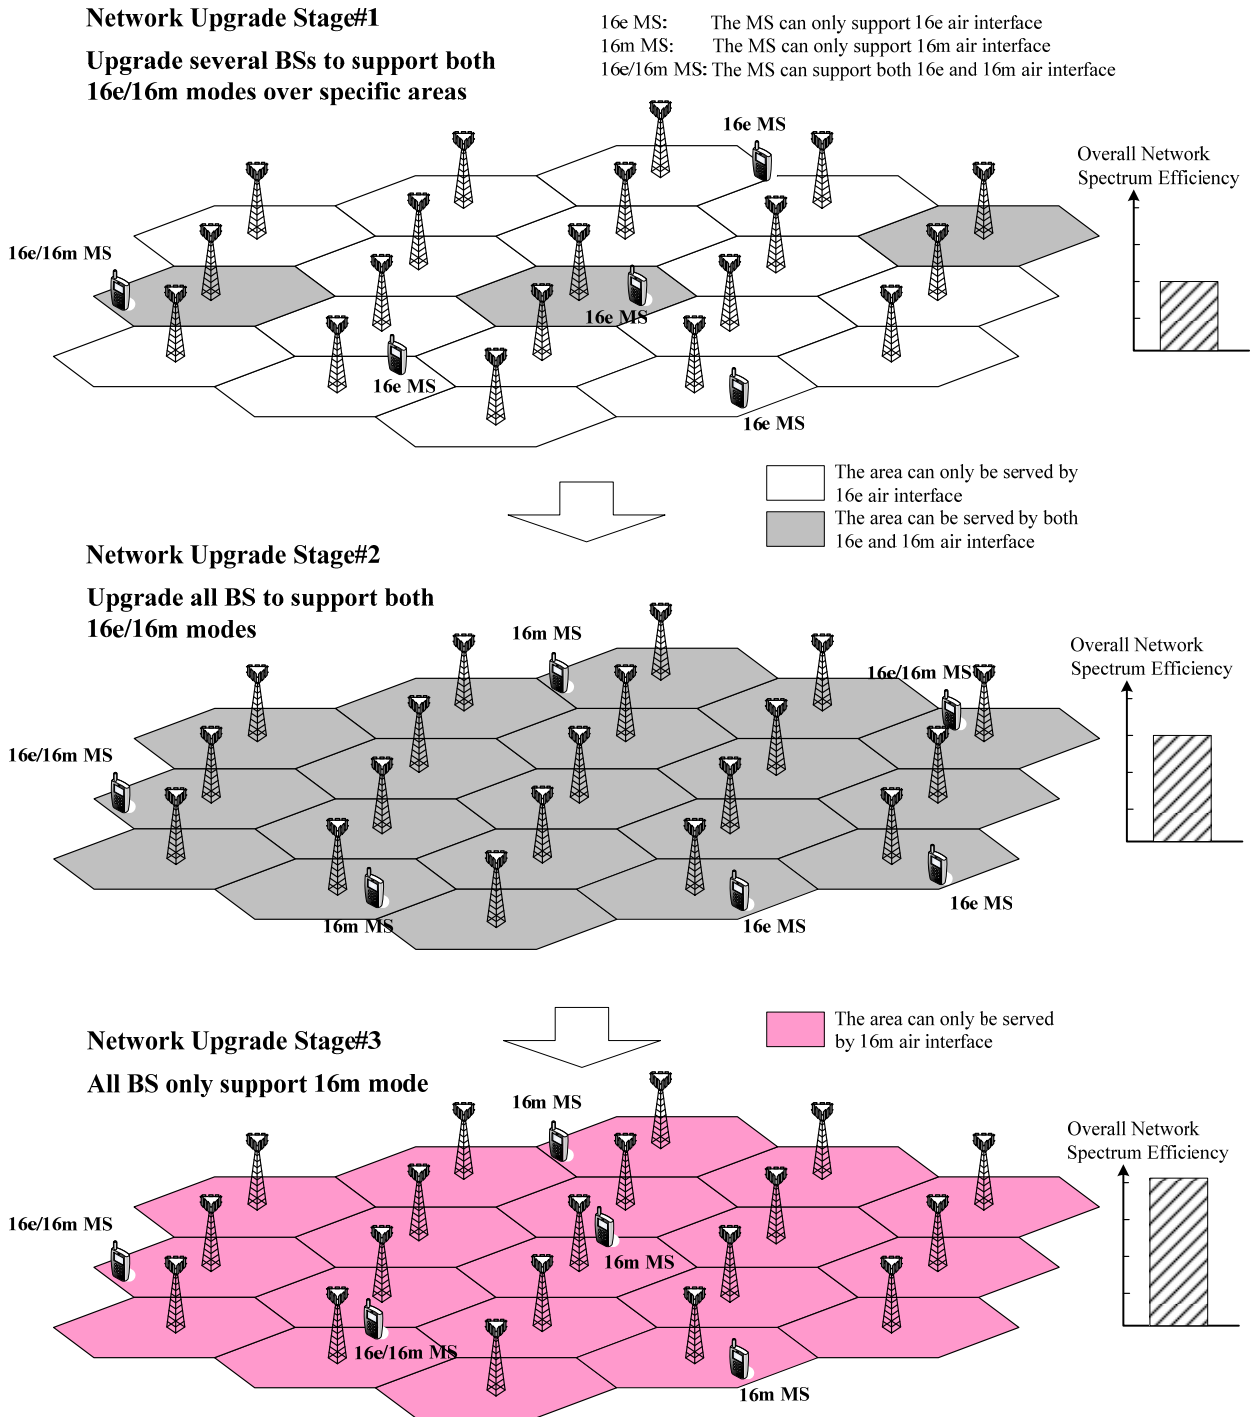 Network Upgrade Stage#1
Upgrade several BSs to support both
16e/16m modes over specific areas
16e MS: The MS can only support 16e air interface
16m MS: The MS can only support 16m air interface
16e/16m MS: The MS can support both 16e and 16m air interface
16e MS
Overall Network
Spectrum Efficiency
16e/16m MS
16e MS
16e MS
16e MS
The area can only be served by
16e air interface
The area can be served by both
16e and 16m air interface
Network Upgrade Stage#2
Upgrade all BS to support both
16e/16m modes
16m MS
16e/16m MS
Overall Network
Spectrum Efficiency
16e/16m MS
16m MS
16e MS
16e MS
Network Upgrade Stage#3
All BS only support 16m mode
The area can only be served
by 16m air interface
16m MS
Overall Network
Spectrum Efficiency
16e/16m MS
16m MS
16e/16m MS
16m MS